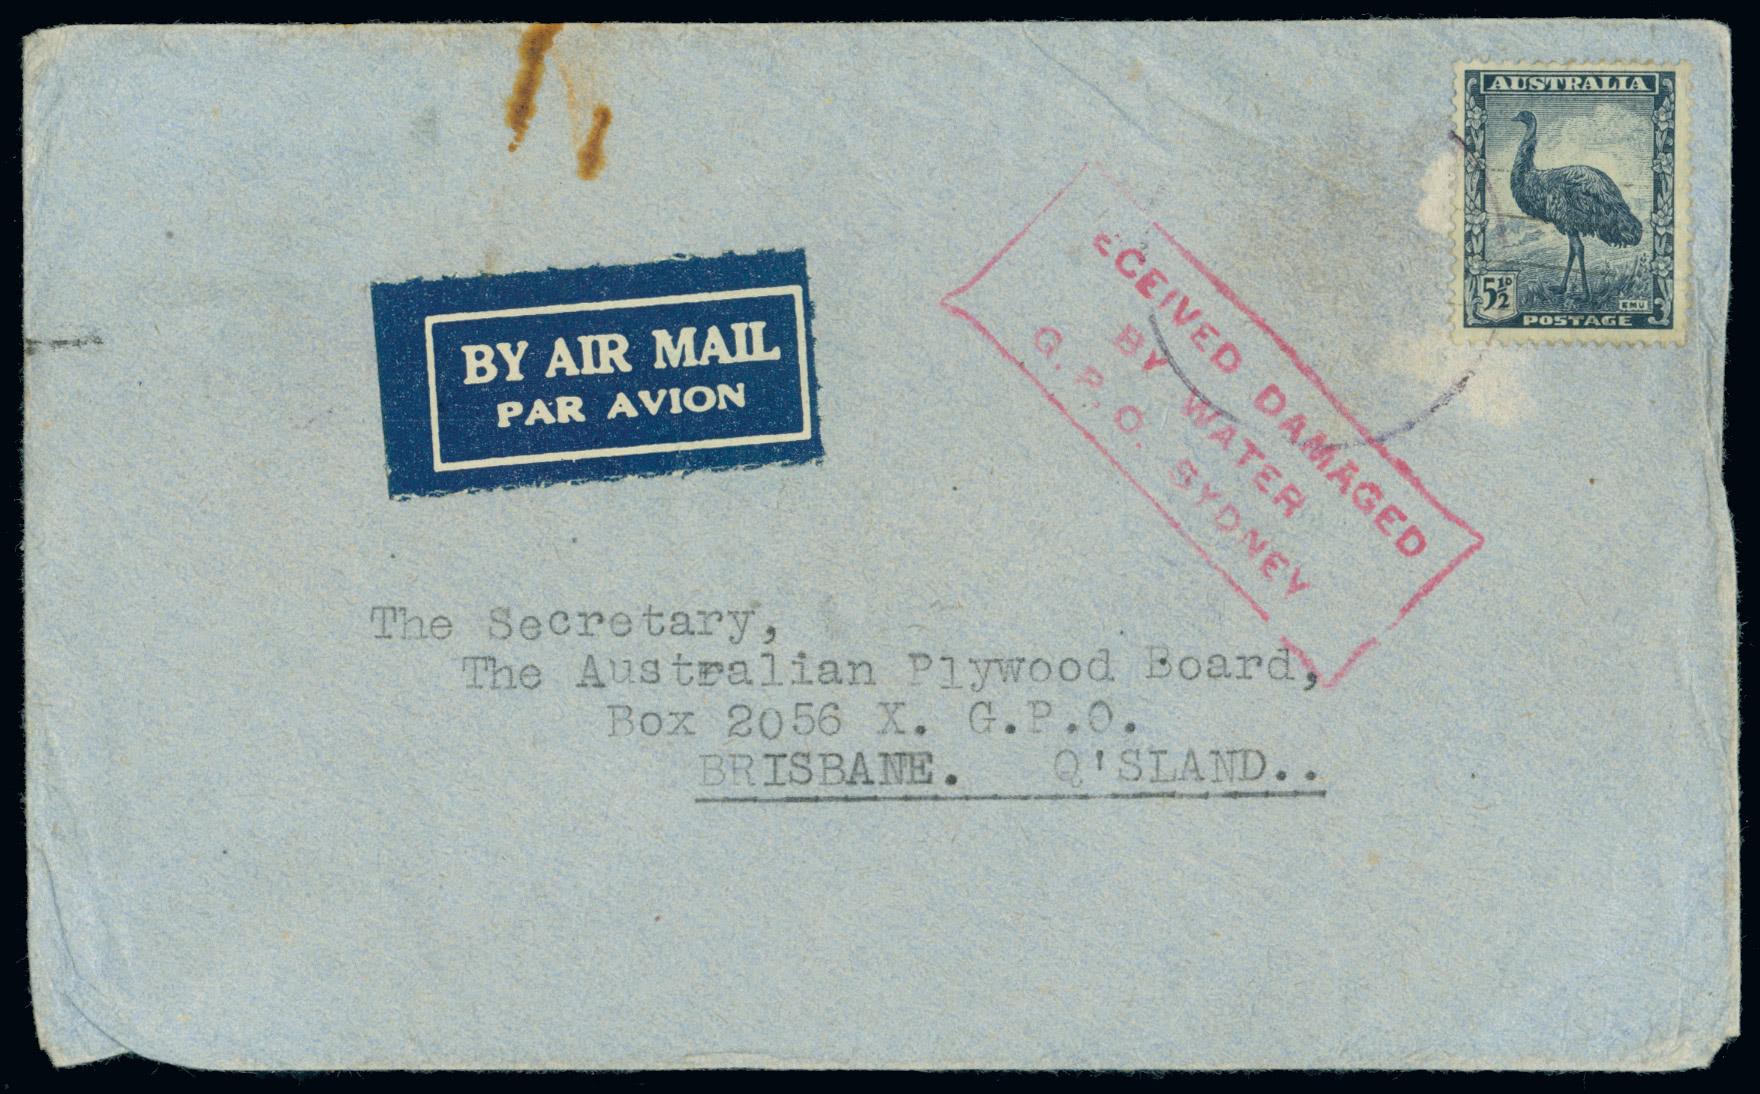 AUSTRALIA
5½D
EMU
POSTAGE
BY AIR MAIL
PAR AVION
ECEIVED DAMAGED
BY WATER
G.P.O. SYDNEY
The Secretary,
The Australian Plywood Board,
Box 2056 X. G.P.O.
BRISBANE. Q'SLAND..